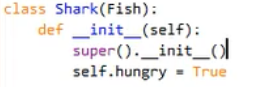 class Shark(Fish):
    def __init__(self):
        super().__init__()
        self.hungry = True